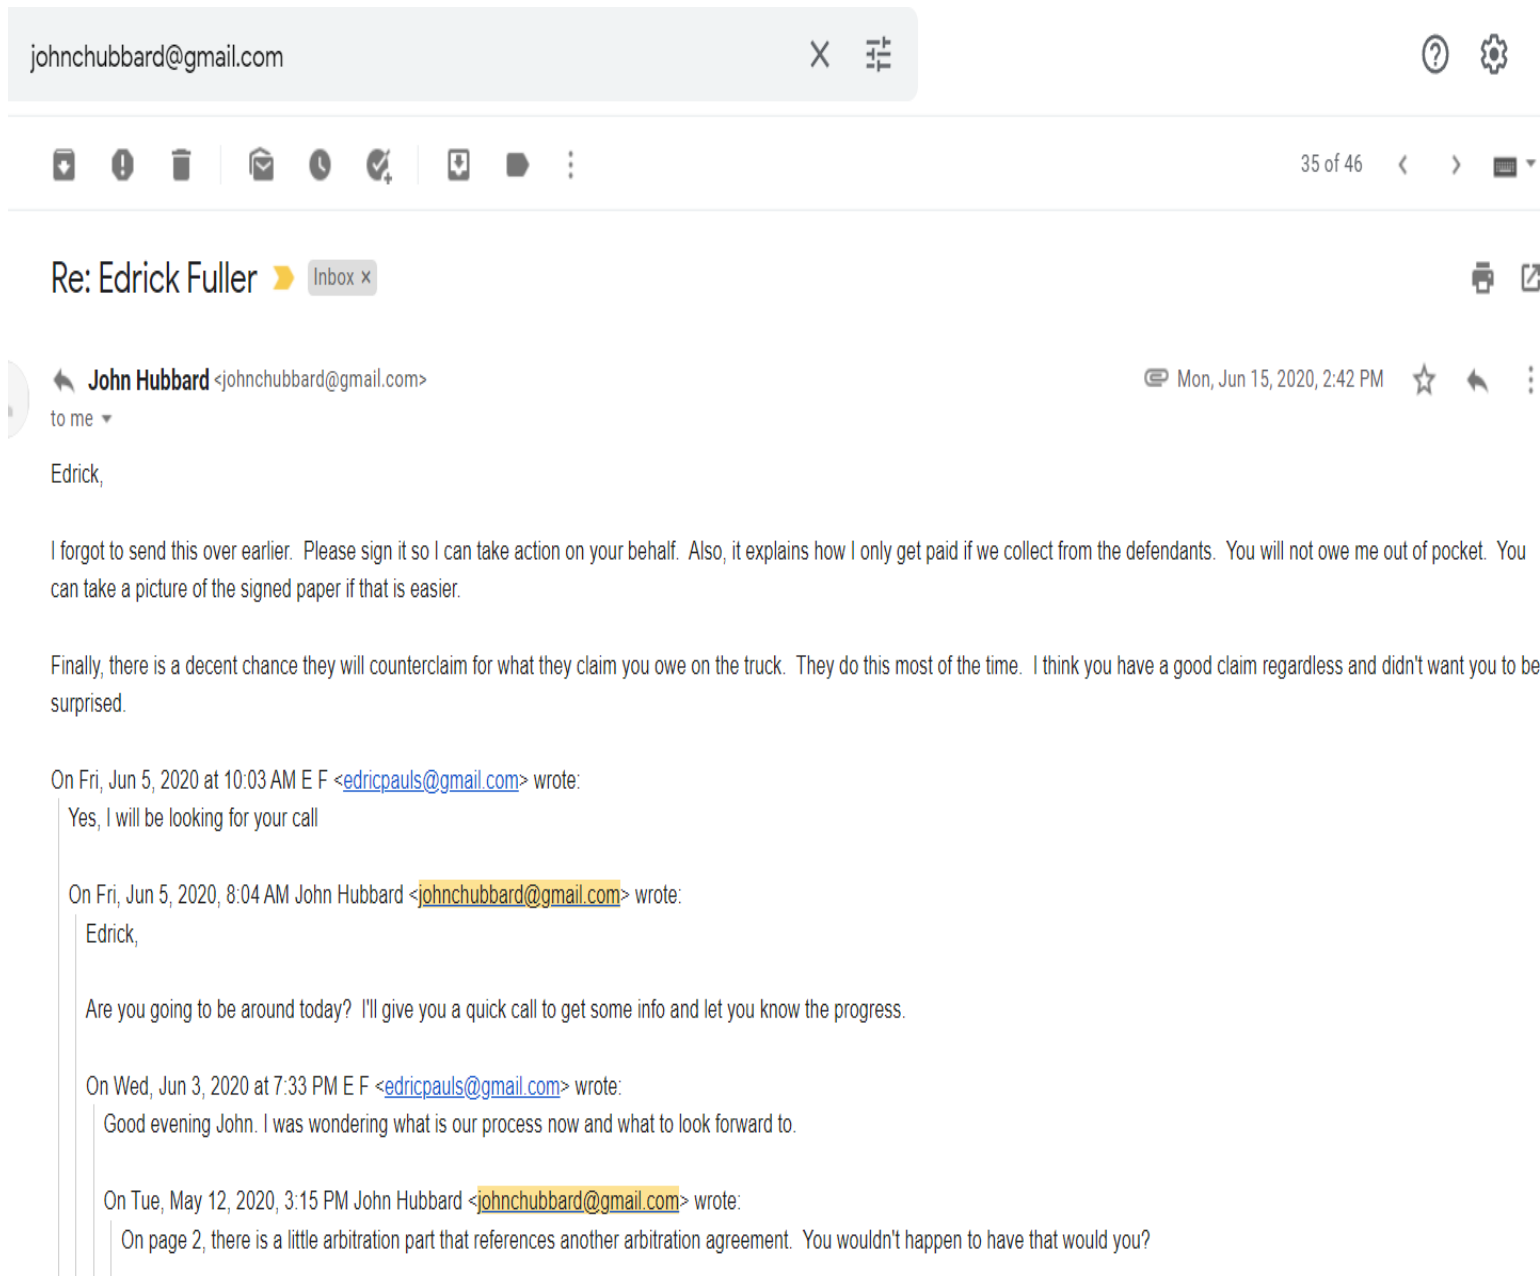 johnchubbard@gmail.com
35 of 46
Re: Edrick Fuller Inbox ×
John Hubbard <johnchubbard@gmail.com> Mon, Jun 15, 2020, 2:42 PM
to me
Edrick,
I forgot to send this over earlier.  Please sign it so I can take action on your behalf.  Also, it explains how I only get paid if we collect from the defendants.  You will not owe me out of pocket.  You
can take a picture of the signed paper if that is easier.
Finally, there is a decent chance they will counterclaim for what they claim you owe on the truck.  They do this most of the time.  I think you have a good claim regardless and didn't want you to be
surprised.
On Fri, Jun 5, 2020 at 10:03 AM E F <edricpauls@gmail.com> wrote:
Yes, I will be looking for your call
On Fri, Jun 5, 2020, 8:04 AM John Hubbard <johnchubbard@gmail.com> wrote:
Edrick,
Are you going to be around today?  I'll give you a quick call to get some info and let you know the progress.
On Wed, Jun 3, 2020 at 7:33 PM E F <edricpauls@gmail.com> wrote:
Good evening John. I was wondering what is our process now and what to look forward to.
On Tue, May 12, 2020, 3:15 PM John Hubbard <johnchubbard@gmail.com> wrote:
On page 2, there is a little arbitration part that references another arbitration agreement.  You wouldn't happen to have that would you?